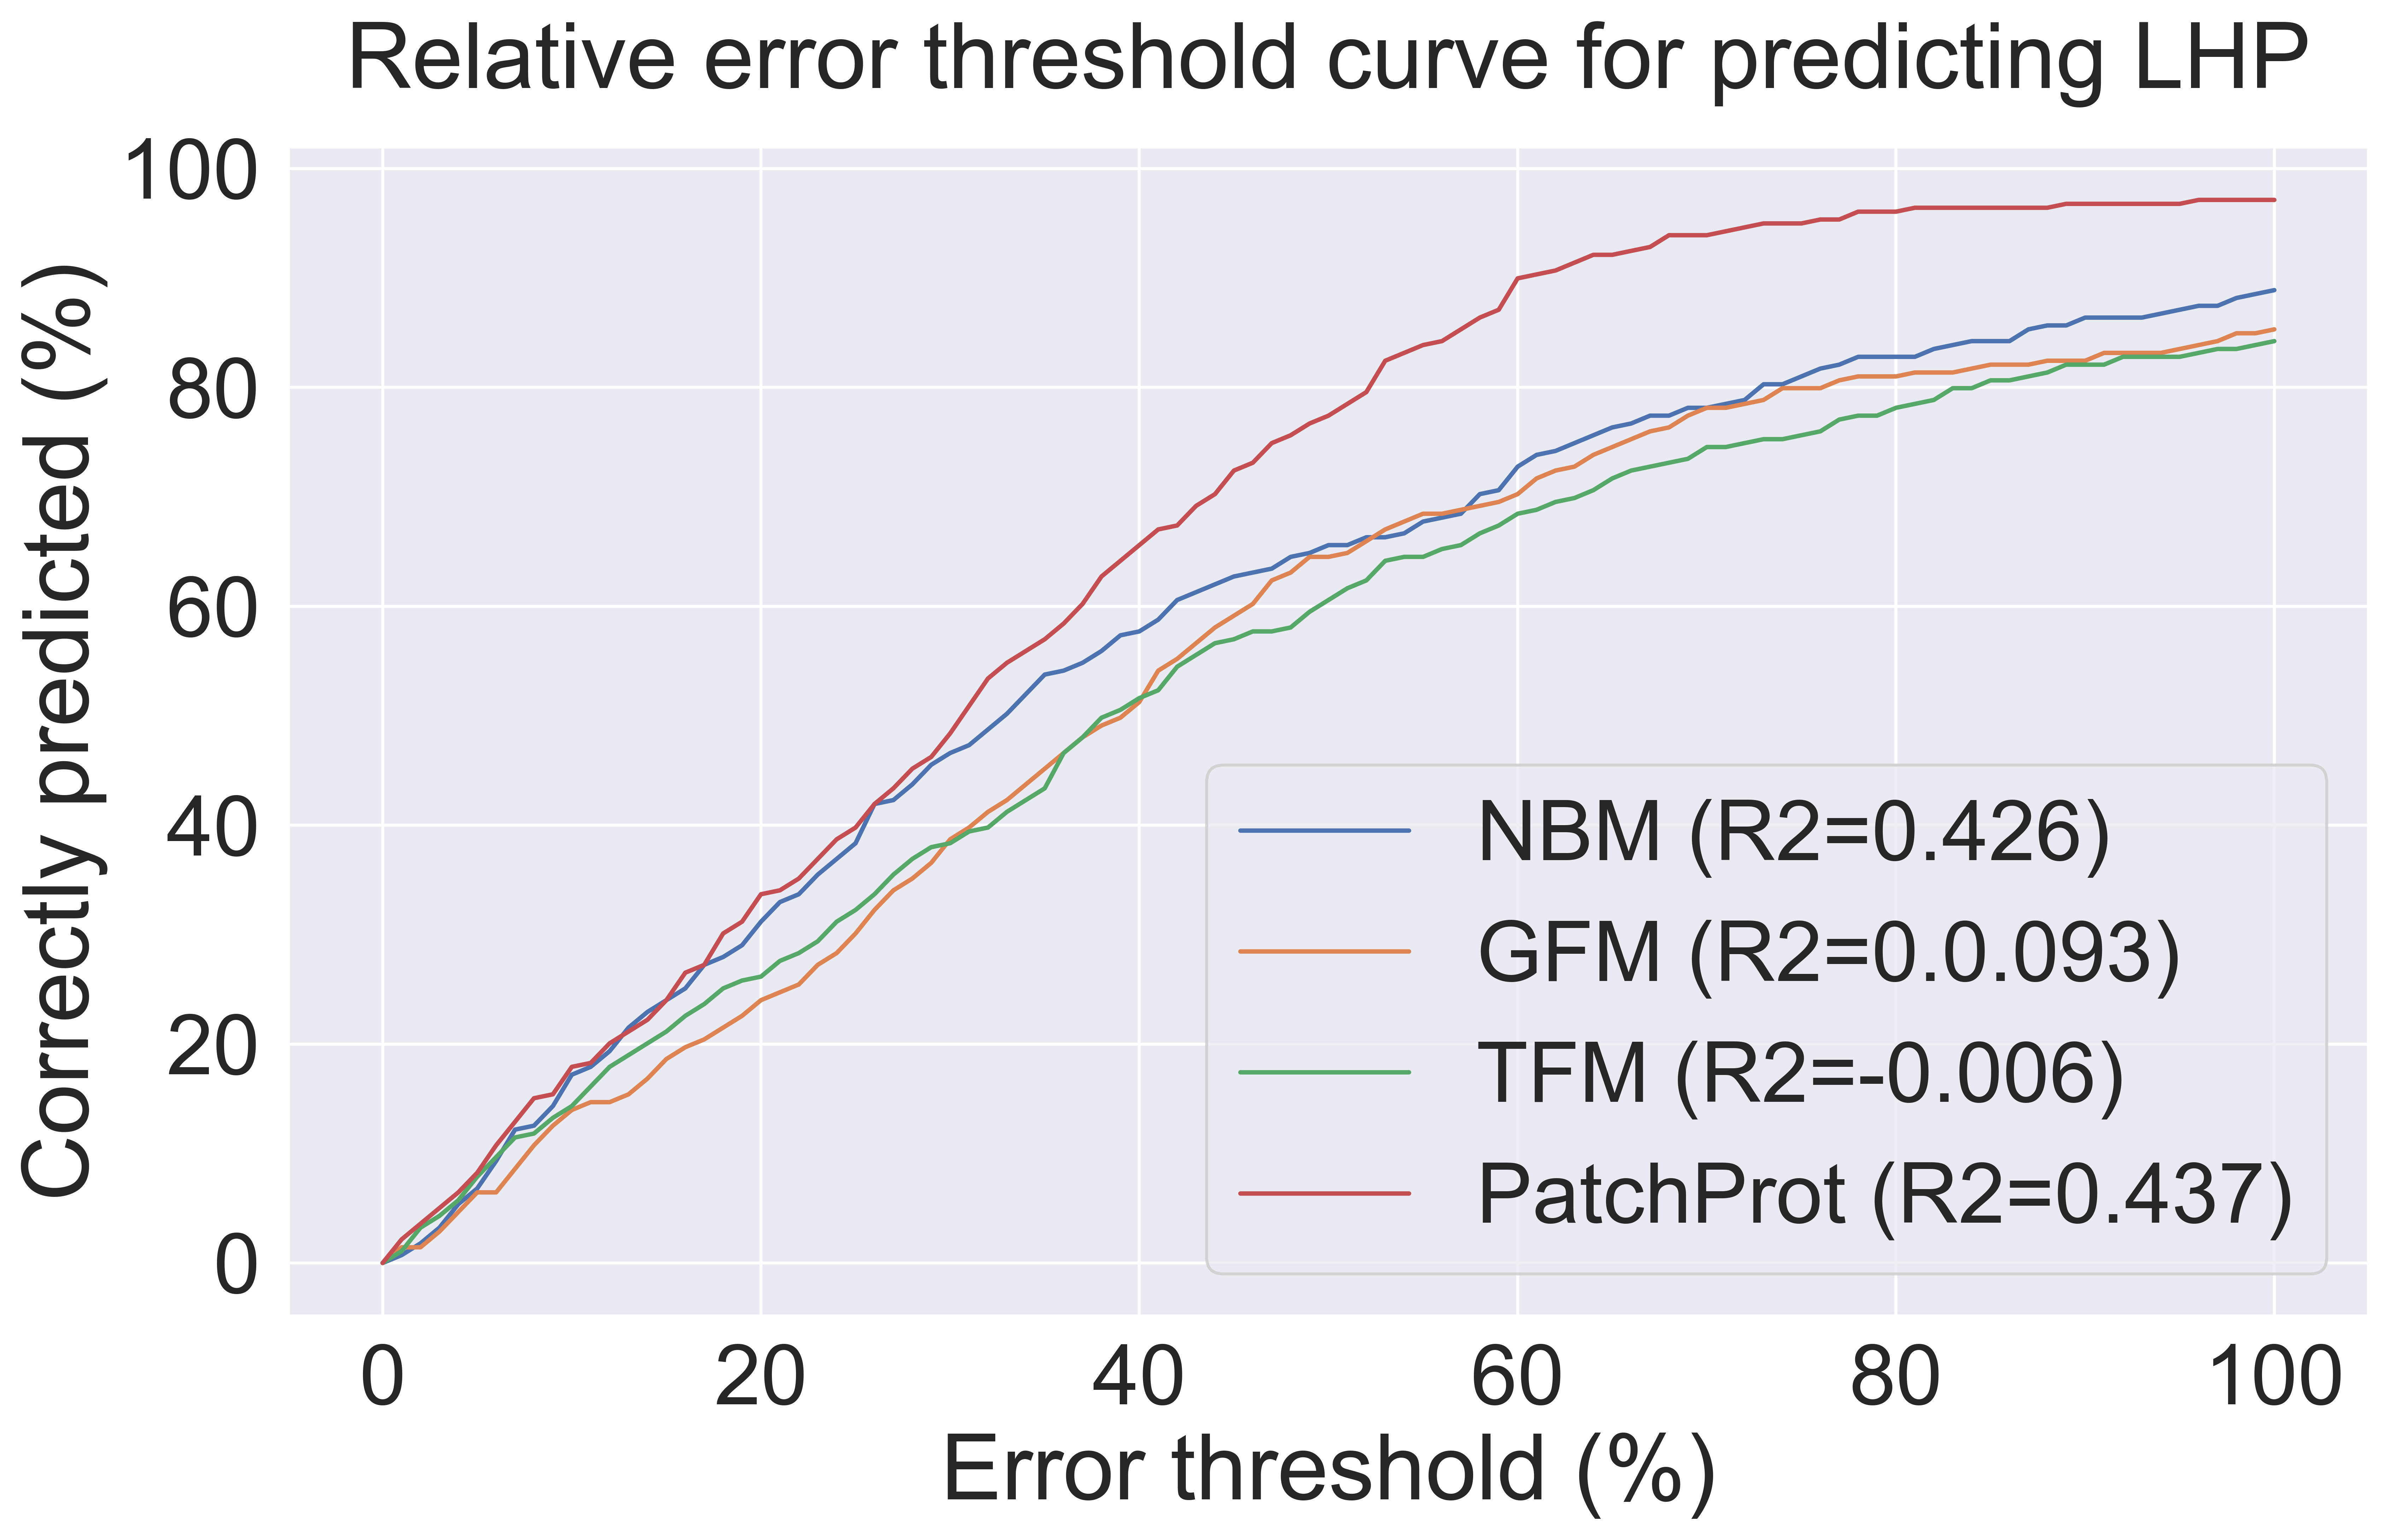 Relative error threshold curve for predicting LHP
Correctly predicted (%)
100
80
60
40
20
0
NBM (R2=0.426)
GFM (R2=0.0.093)
TFM (R2=-0.006)
PatchProt (R2=0.437)
0 20 40 60 80 100
Error threshold (%)